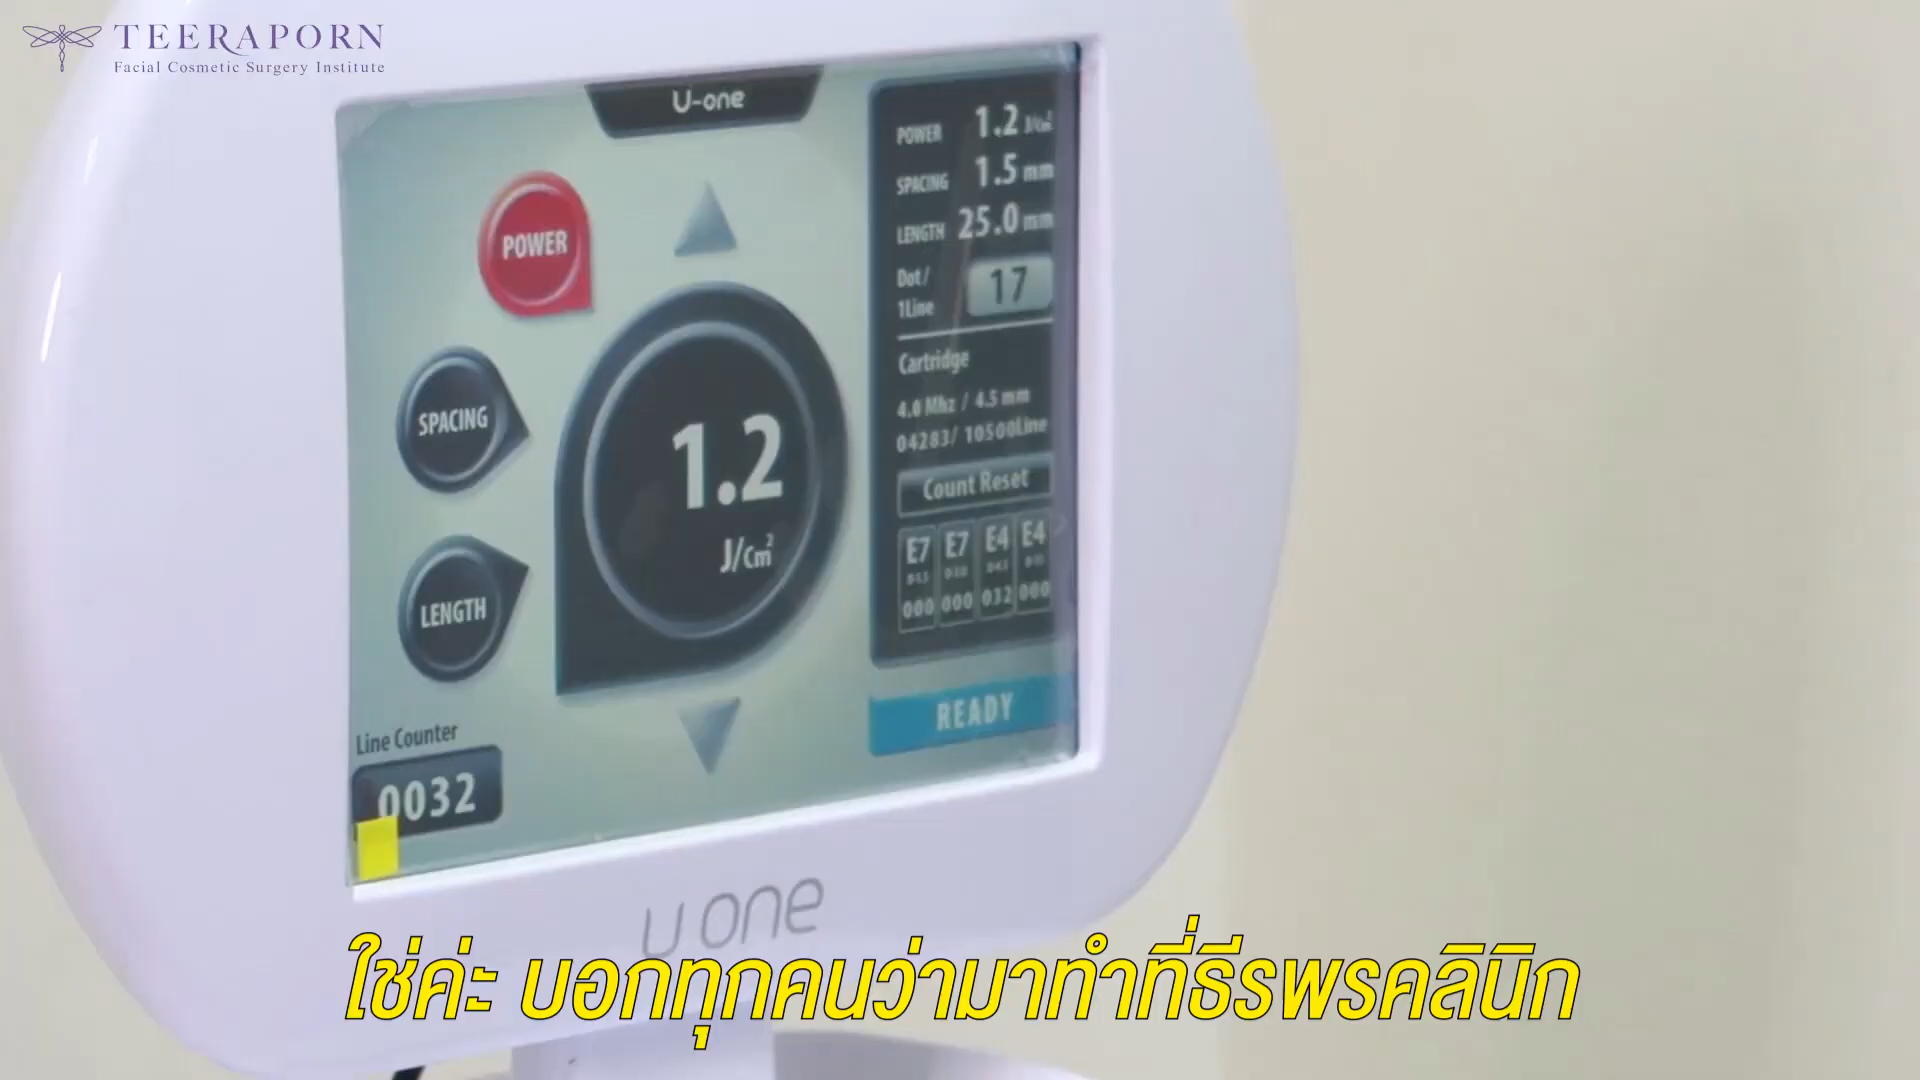 TEERAPORN
Facial Cosmetic Surgery Institute
U-one
POWER
SPACING
LENGTH
1.2
J/cm²
Line Counter
0032
POWER 1.2 J/cm²
SPACING 1.5 mm
LENGTH 25.0 mm
Dot/
1Line
17
Cartridge
4.0 Mhz / 4.5 mm
04283/ 10500Line
Count Reset
E7 E7 E4 E4
000 000 032 000
READY
U one
ใช่ค่ะ บอกทุกคนว่ามาทำที่ธีรพรคลินิก